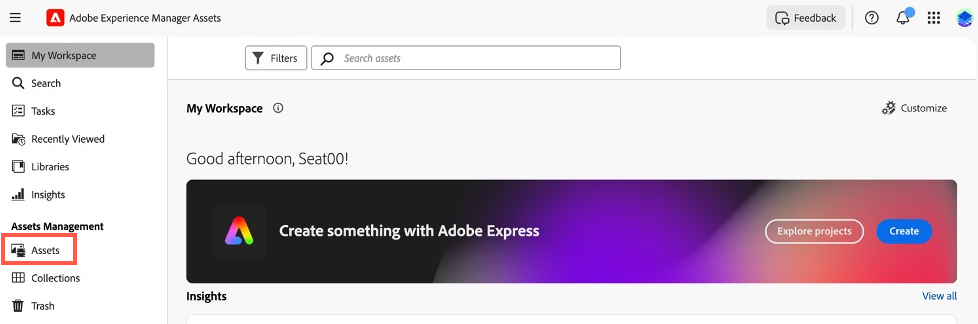 Adobe Experience Manager Assets
Feedback
My Workspace
Search
Tasks
Recently Viewed
Libraries
Insights
Assets Management
Assets
Collections
Trash
Filters
Search assets
My Workspace
Customize
Good afternoon, Seat00!
Create something with Adobe Express
Explore projects
Create
Insights
View all